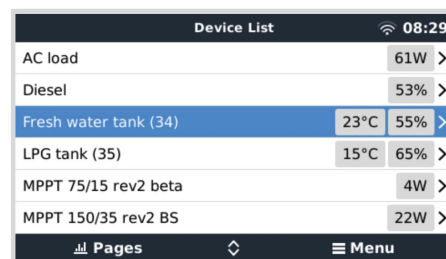 Device List 08:29
AC load 61W
Diesel 53%
Fresh water tank (34) 23°C 55%
LPG tank (35) 15°C 65%
MPPT 75/15 rev2 beta 4W
MPPT 150/35 rev2 BS 22W
Pages Menu